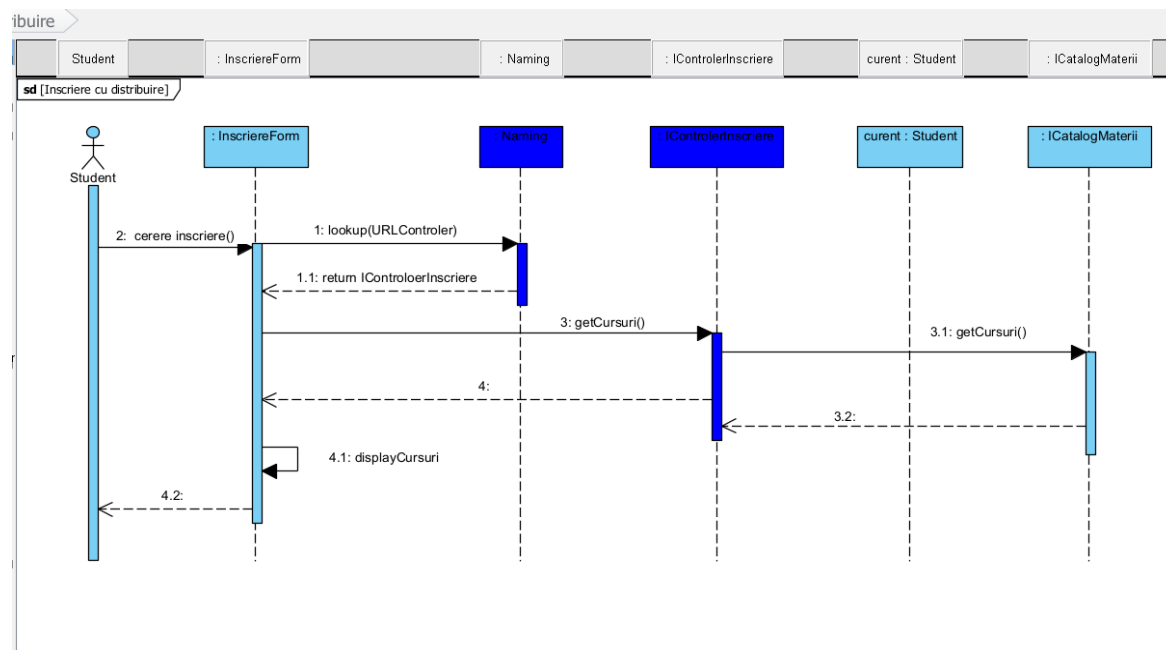 ribuire
Student
: InscriereForm
: Naming
: IControlerInscriere
curent : Student
: ICatalogMaterii
sd [Inscriere cu distribuire]
: InscriereForm
: Naming
IControlerInscriere
curent : Student
: ICatalogMaterii
Student
2: cerere inscriere()
1: lookup(URLControler)
1.1: return IControloerInscriere
3: getCursuri()
3.1: getCursuri()
4:
3.2:
4.1: displayCursuri
4.2: